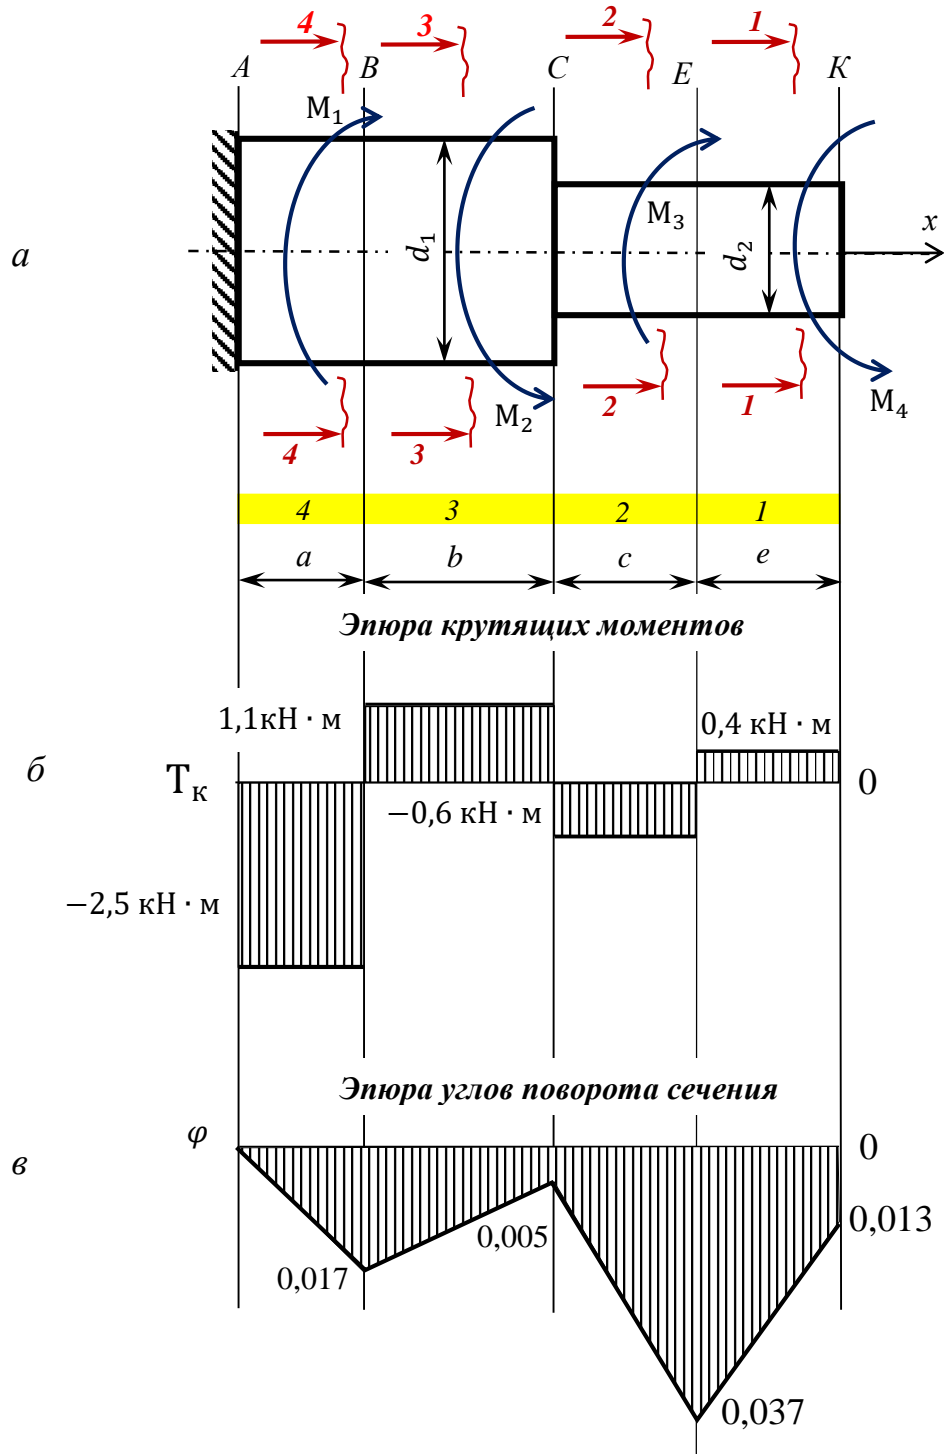 4 3 2 1
A B C E K
M₁
M₃
d₁
d₂
x
а
2 1
M₂
M₄
4 3
4 3 2 1
a b c e
Эпюра крутящих моментов
1,1кН · м
0,4 кН · м
б
Tк
0
−0,6 кН · м
−2,5 кН · м
Эпюра углов поворота сечения
φ
0
в
0,013
0,005
0,017
0,037